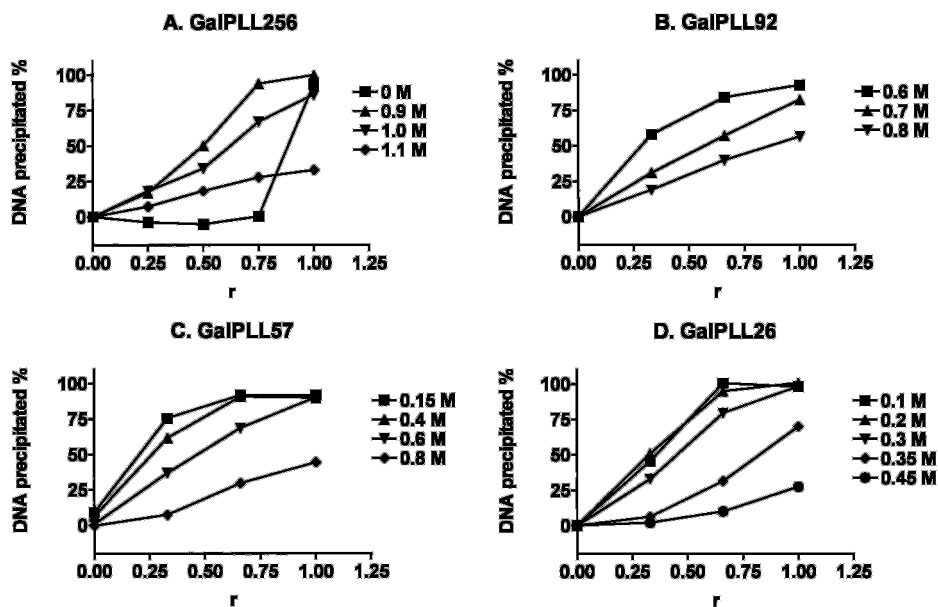 A. GalPLL256
DNA precipitated %
100
75
50
25
0
0.00 0.25 0.50 0.75 1.00 1.25
r
0 M
0.9 M
1.0 M
1.1 M
B. GalPLL92
DNA precipitated %
100
75
50
25
0
0.00 0.25 0.50 0.75 1.00 1.25
r
0.6 M
0.7 M
0.8 M
C. GalPLL57
DNA precipitated %
100
75
50
25
0
0.00 0.25 0.50 0.75 1.00 1.25
r
0.15 M
0.4 M
0.6 M
0.8 M
D. GalPLL26
DNA precipitated %
100
75
50
25
0
0.00 0.25 0.50 0.75 1.00 1.25
r
0.1 M
0.2 M
0.3 M
0.35 M
0.45 M